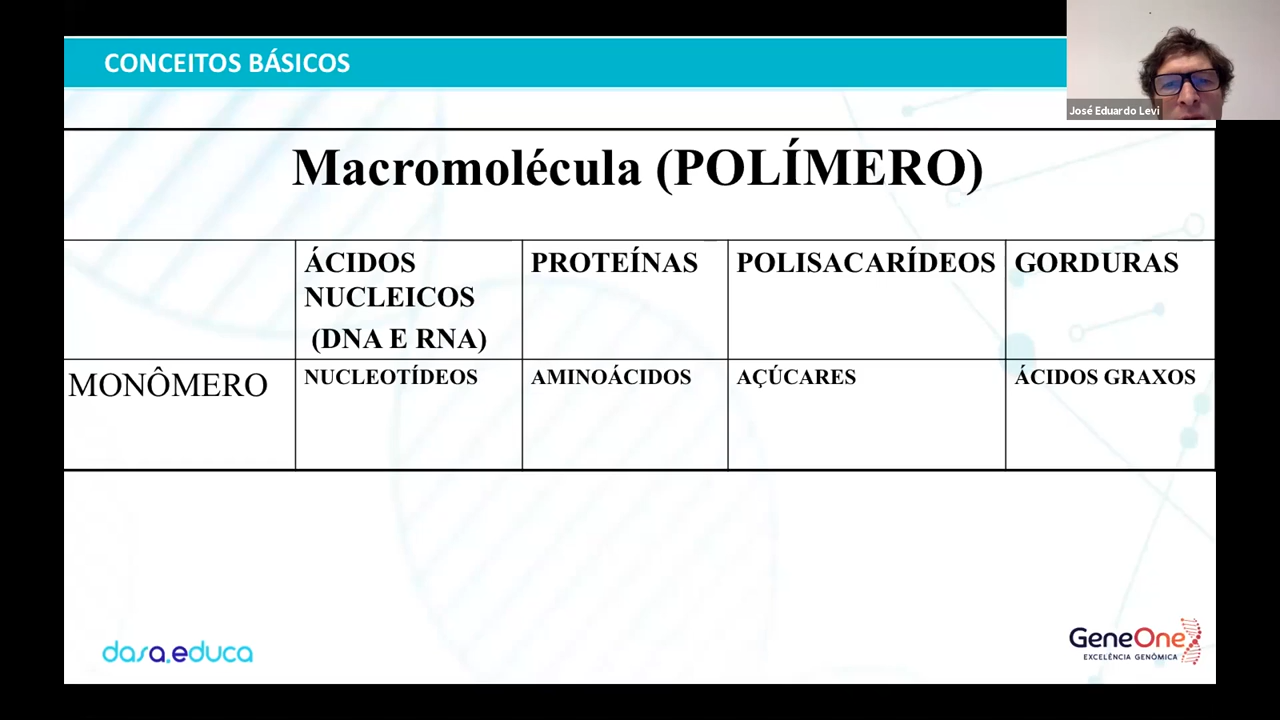 CONCEITOS BÁSICOS
José Eduardo Levi
Macromolécula (POLÍMERO)
ÁCIDOS NUCLEICOS (DNA E RNA) PROTEÍNAS POLISACARÍDEOS GORDURAS
MONÔMERO NUCLEOTÍDEOS AMINOÁCIDOS AÇÚCARES ÁCIDOS GRAXOS
dasa.educa
GeneOne
EXCELÊNCIA GENÔMICA